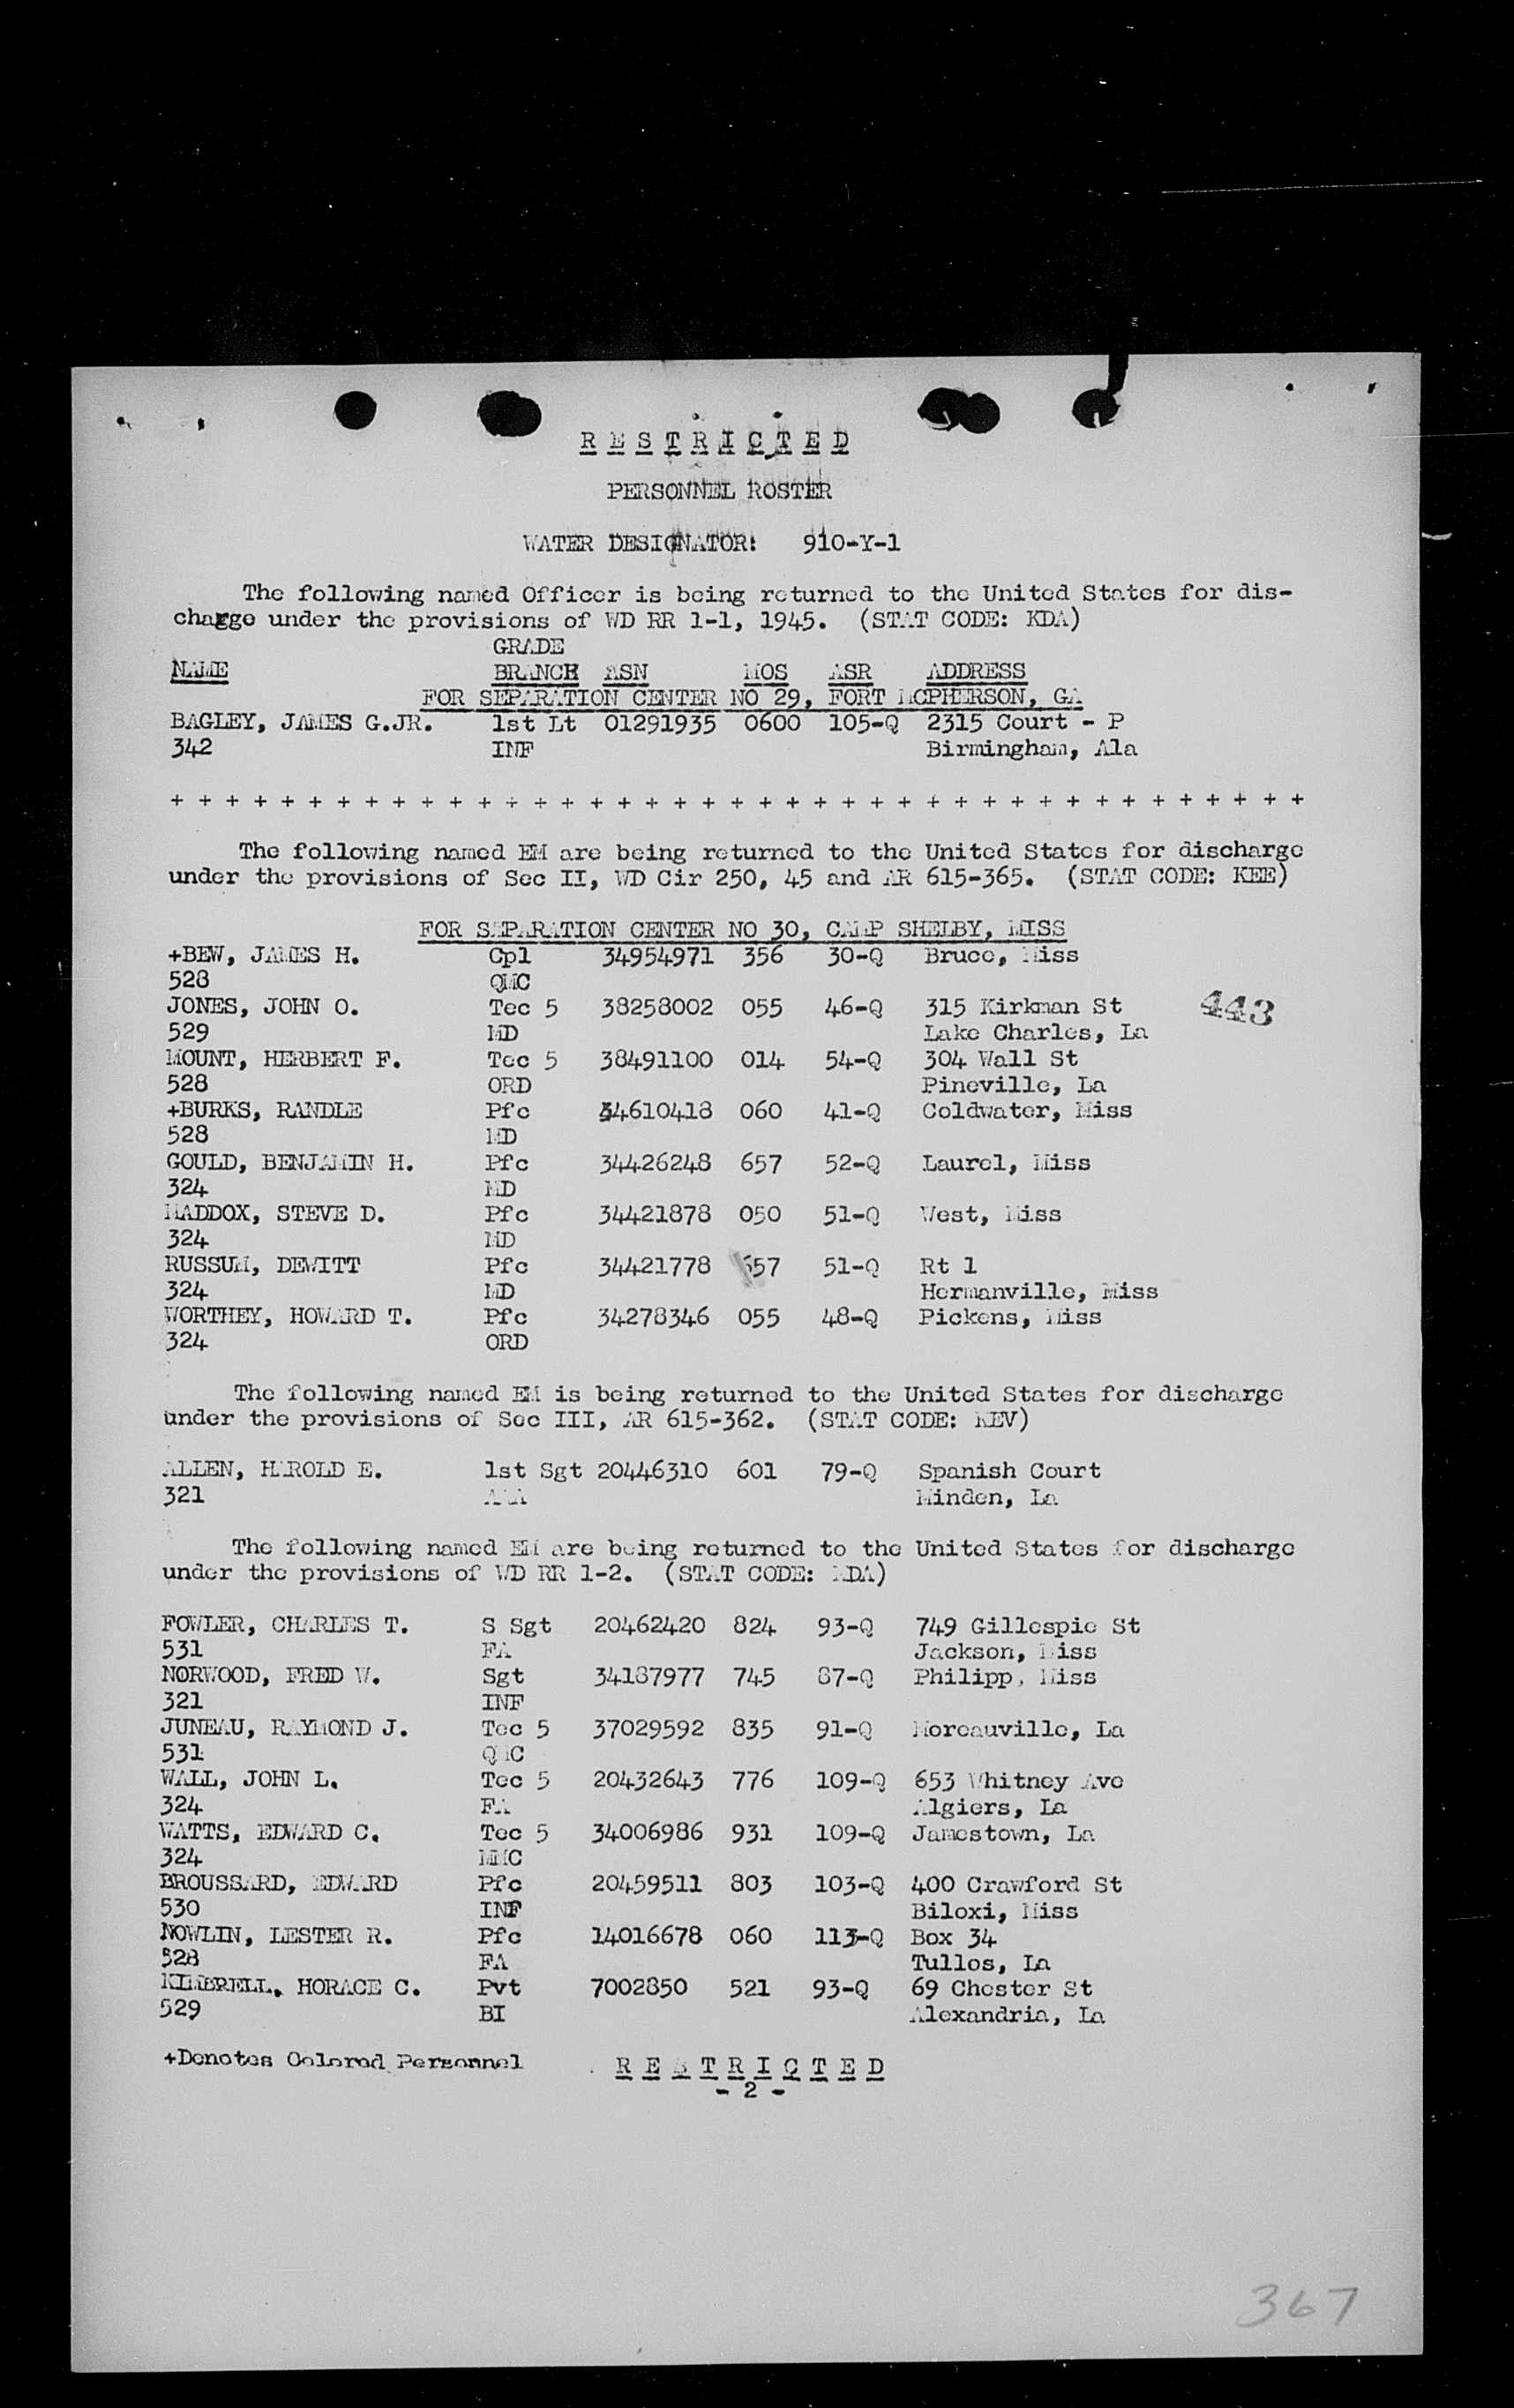 R E S T R I C T E D
PERSONNEL ROSTER
WATER DESIGNATOR: 910-Y-1
The following named Officer is being returned to the United States for dis-
charge under the provisions of WD RR 1-1, 1945. (STAT CODE: KDA)
GRADE
NAME BRANCH ASN MOS ASR ADDRESS
FOR SEPARATION CENTER NO 29, FORT MCPHERSON, GA
BAGLEY, JAMES G.JR. 1st Lt 01291935 0600 105-Q 2315 Court - P
342 INF Birmingham, Ala
+ + + + + + + + + + + + + + + + + + + + + + + + + + + + + + + + + + + + + + + + +
The following named EM are being returned to the United States for discharge
under the provisions of Sec II, WD Cir 250, 45 and AR 615-365. (STAT CODE: KEE)
FOR SEPARATION CENTER NO 30, CAMP SHELBY, MISS
+BEW, JAMES H. Cpl 34954971 356 30-Q Bruce, Miss
528 QMC
JONES, JOHN O. Tec 5 38258002 055 46-Q 315 Kirkman St 443
529 MD Lake Charles, La
MOUNT, HERBERT F. Tec 5 38491100 014 54-Q 304 Wall St
528 ORD Pineville, La
+BURKS, RANDLE Pfc 34610418 060 41-Q Coldwater, Miss
528 MD
GOULD, BENJAMIN H. Pfc 34426248 657 52-Q Laurel, Miss
324 MD
MADDOX, STEVE D. Pfc 34421878 050 51-Q West, Miss
324 MD
RUSSUM, DEWITT Pfc 34421778 657 51-Q Rt 1
324 MD Hermanville, Miss
WORTHEY, HOWARD T. Pfc 34278346 055 48-Q Pickens, Miss
324 ORD
The following named EM is being returned to the United States for discharge
under the provisions of Sec III, AR 615-362. (STAT CODE: KEV)
ALLEN, HAROLD E. 1st Sgt 20446310 601 79-Q Spanish Court
321 Minden, La
The following named EM are being returned to the United States for discharge
under the provisions of WD RR 1-2. (STAT CODE: KDA)
FOWLER, CHARLES T. S Sgt 20462420 824 93-Q 749 Gillespie St
531 FA Jackson, Miss
NORWOOD, FRED W. Sgt 34187977 745 87-Q Philipp, Miss
321 INF
JUNEAU, RAYMOND J. Tec 5 37029592 835 91-Q Moreauville, La
531 QMC
WALL, JOHN L. Tec 5 20432643 776 109-Q 653 Whitney Ave
324 FA Algiers, La
WATTS, EDWARD C. Tec 5 34006986 931 109-Q Jamestown, La
324 MMC
BROUSSARD, EDWARD Pfc 20459511 803 103-Q 400 Crawford St
530 INF Biloxi, Miss
NOWLIN, LESTER R. Pfc 14016678 060 113-Q Box 34
528 FA Tullos, La
KIMBRELL, HORACE C. Pvt 7002850 521 93-Q 69 Chester St
529 BI Alexandria, La
+Denotes Colored Personnel R E S T R I C T E D
- 2 -
367